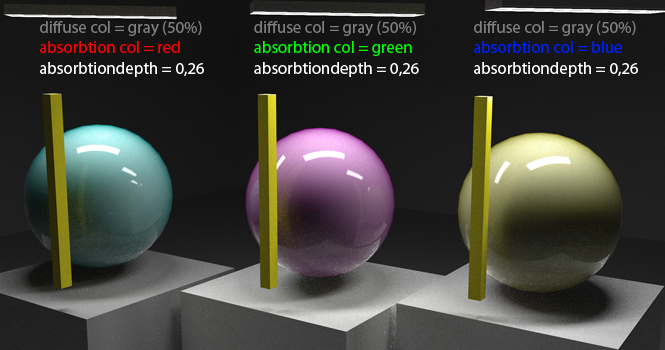 diffuse col = gray (50%)
absorbtion col = red
absorbtiondepth = 0,26
diffuse col = gray (50%)
absorbtion col = green
absorbtiondepth = 0,26
diffuse col = gray (50%)
absorbtion col = blue
absorbtiondepth = 0,26